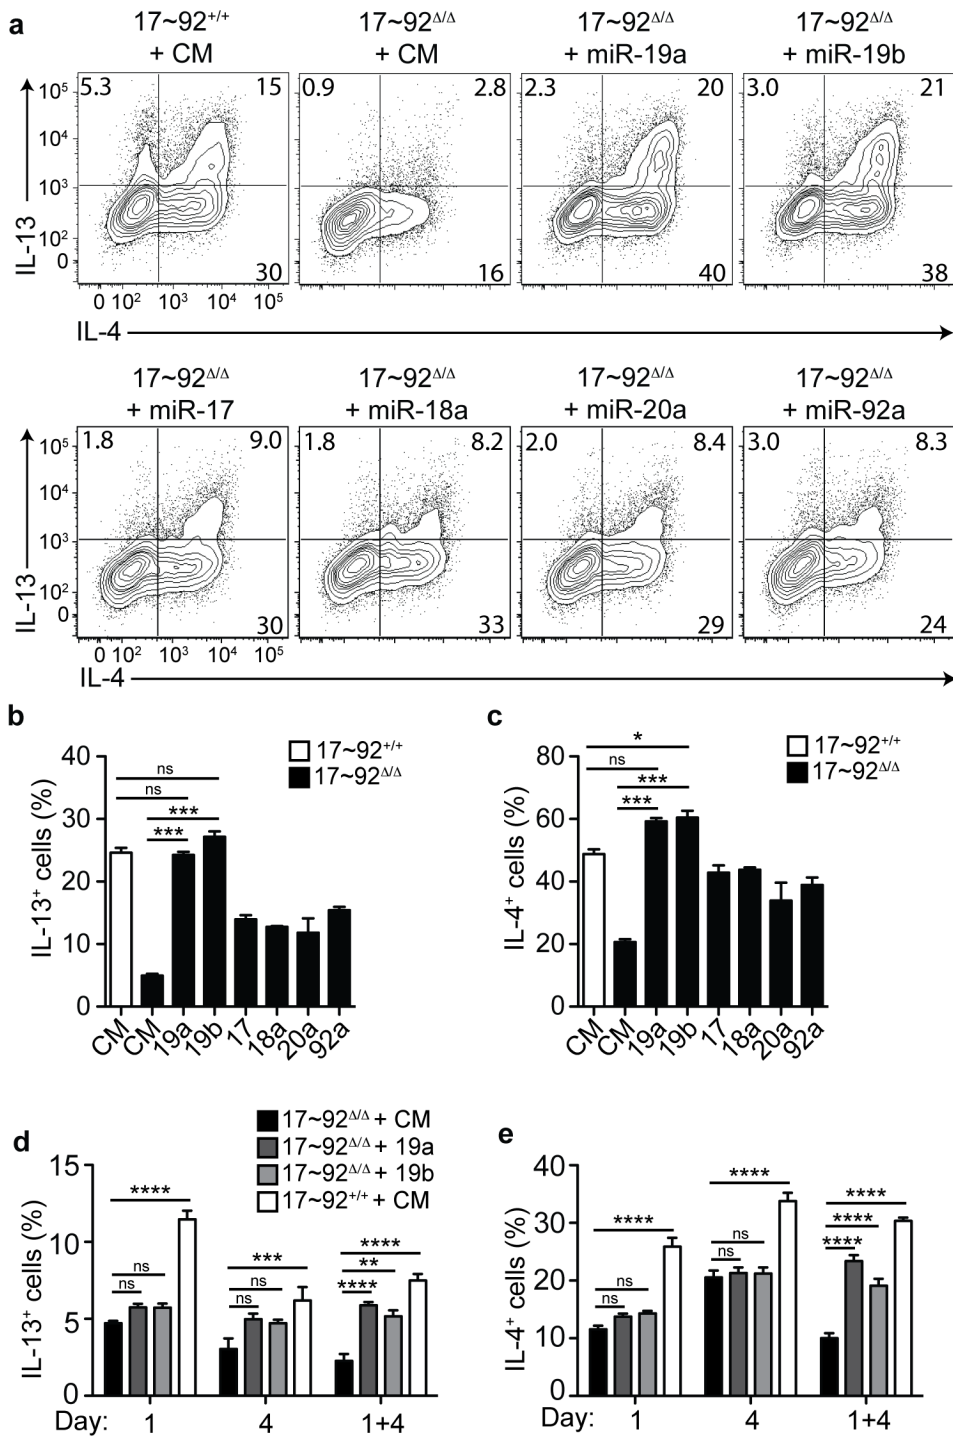 a
17~92+/+ + CM
17~92Δ/Δ + CM
17~92Δ/Δ + miR-19a
17~92Δ/Δ + miR-19b
5.3 15 30
0.9 2.8 16
2.3 20 40
3.0 21 38
IL-13
10⁵
10⁴
10³
10²
0
0 10² 10³ 10⁴ 10⁵
IL-4
17~92Δ/Δ + miR-17
17~92Δ/Δ + miR-18a
17~92Δ/Δ + miR-20a
17~92Δ/Δ + miR-92a
1.8 9.0 30
1.8 8.2 33
2.0 8.4 29
3.0 8.3 24
IL-13
10⁵
10⁴
10³
10²
0
0 10² 10³ 10⁴ 10⁵
IL-4
b
17~92+/+
17~92Δ/Δ
IL-13+ cells (%)
40
30
20
10
0
ns
ns
***
***
CM CM 19a 19b 17 18a 20a 92a
c
17~92+/+
17~92Δ/Δ
IL-4+ cells (%)
80
60
40
20
0
*
ns
***
***
CM CM 19a 19b 17 18a 20a 92a
d
17~92Δ/Δ + CM
17~92Δ/Δ + 19a
17~92Δ/Δ + 19b
17~92+/+ + CM
IL-13+ cells (%)
15
10
5
0
****
ns
ns
***
ns
ns
****
**
****
Day: 1 4 1+4
e
IL-4+ cells (%)
40
30
20
10
0
****
ns
ns
****
ns
ns
****
****
****
Day: 1 4 1+4